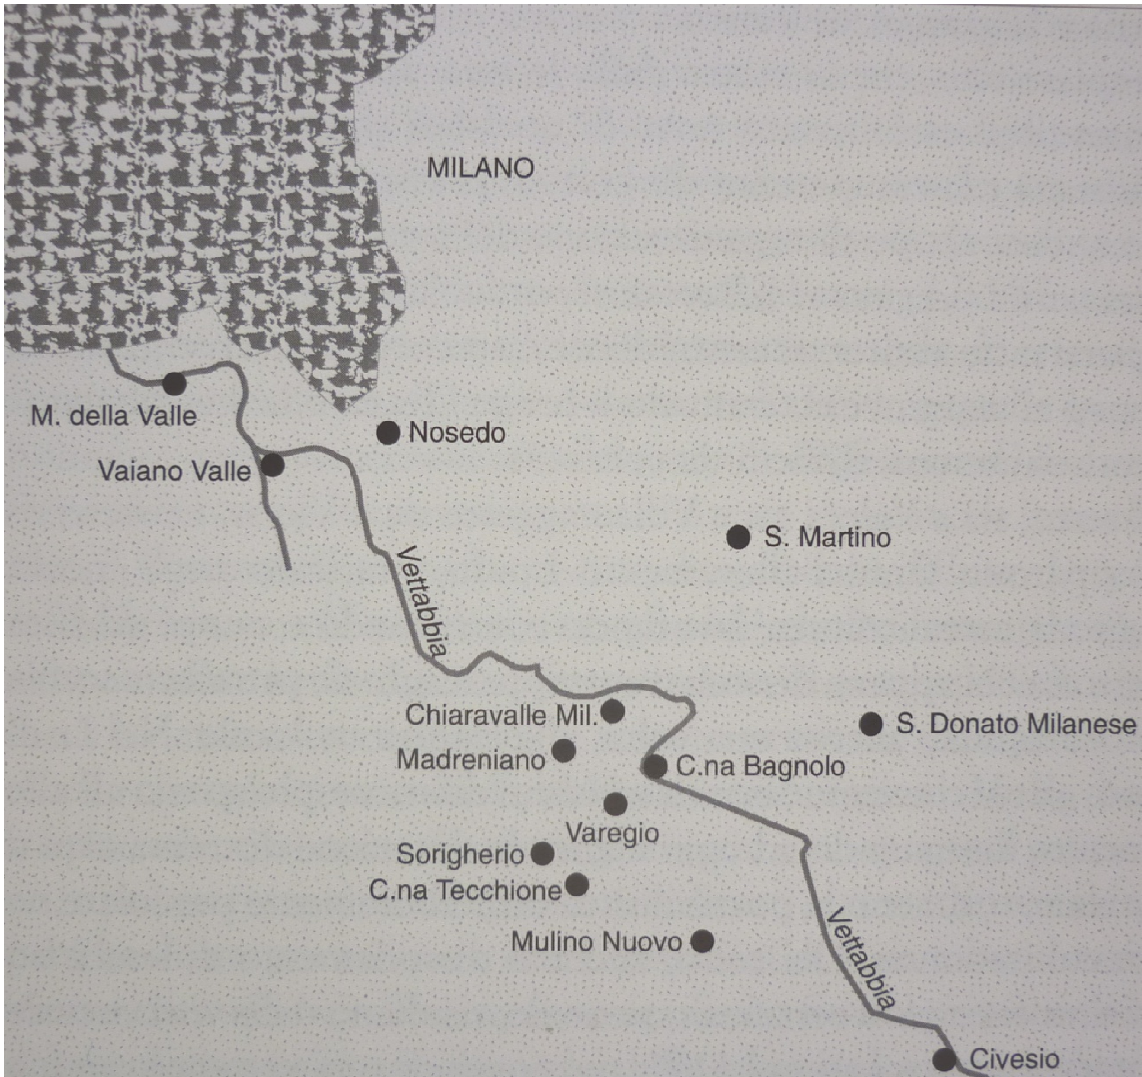 MILANO
M. della Valle
Nosedo
Vaiano Valle
S. Martino
Vettabbia
Chiaravalle Mil.
S. Donato Milanese
Madreniano
C.na Bagnolo
Varegio
Sorigherio
C.na Tecchione
Mulino Nuovo
Vettabbia
Civesio